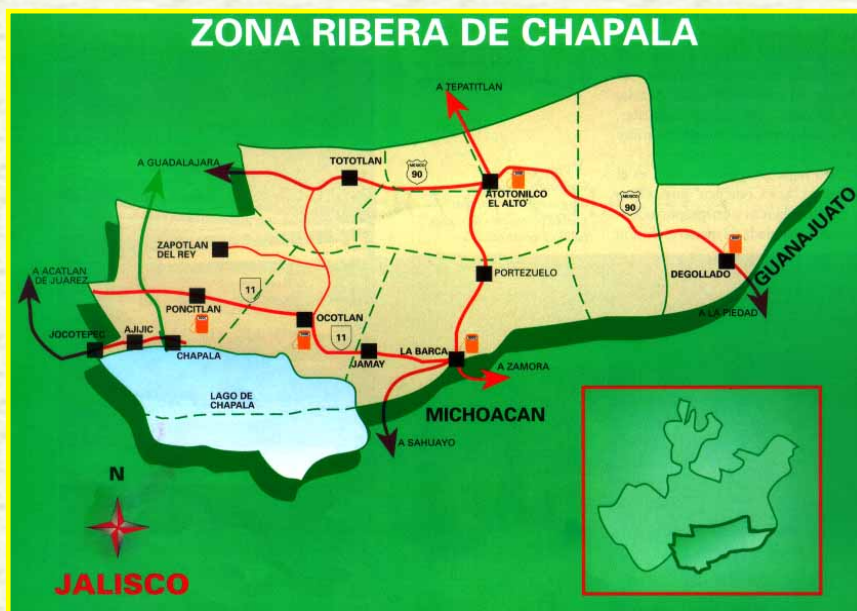 ZONA RIBERA DE CHAPALA
A TEPATITLAN
A GUADALAJARA
TOTOTLAN
MEXICO
90
ATOTONILCO
EL ALTO
MEXICO
90
ZAPOTLAN
DEL REY
A ACATLAN
DE JUAREZ
PORTEZUELO
DEGOLLADO
GUANAJUATO
11
PONCITLAN
OCOTLAN
A LA PIEDAD
JOCOTEPEC
AJIJIC
CHAPALA
11
JAMAY
LA BARCA
A ZAMORA
LAGO DE
CHAPALA
MICHOACAN
A SAHUAYO
N
JALISCO